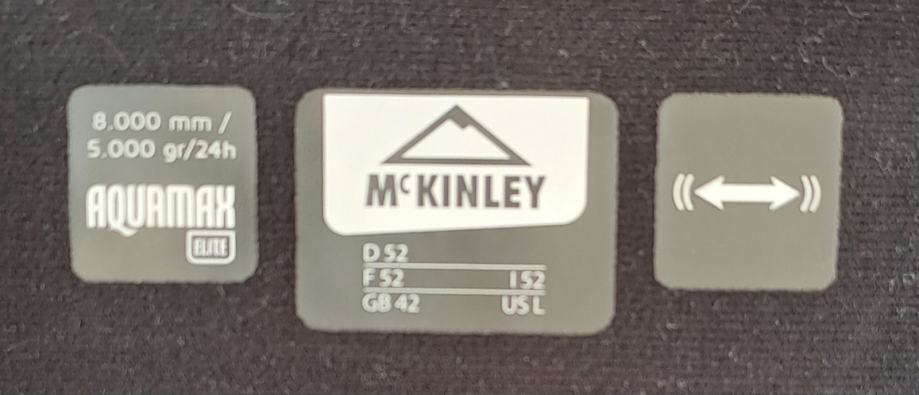 8.000 mm /
5.000 gr/24h
AQUAMAX
ELITE
McKINLEY
D 52
F 52 I 52
GB 42 US L